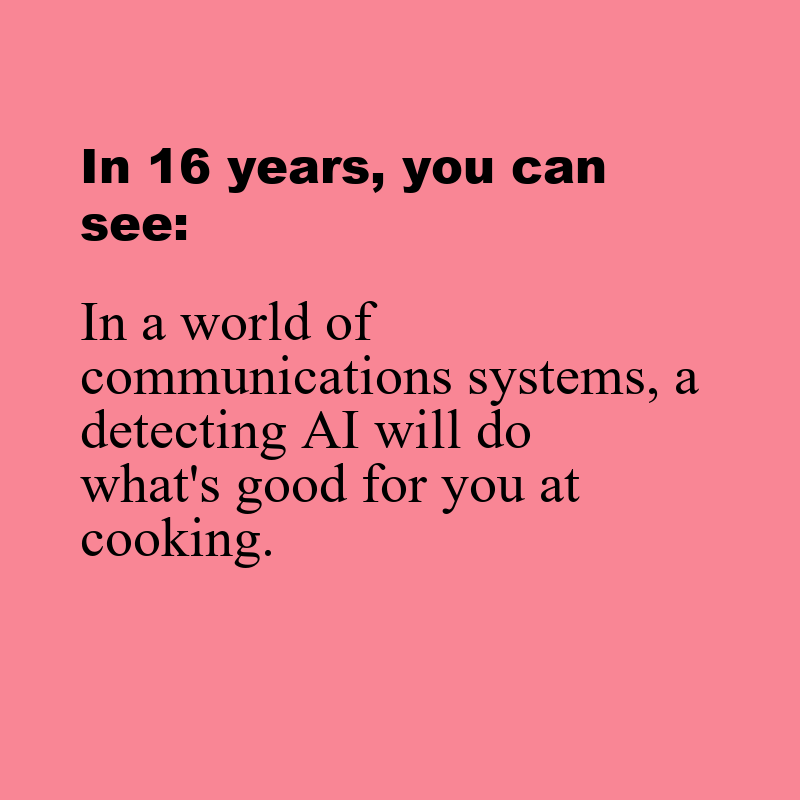 In 16 years, you can
see:
In a world of
communications systems, a
detecting AI will do
what's good for you at
cooking.